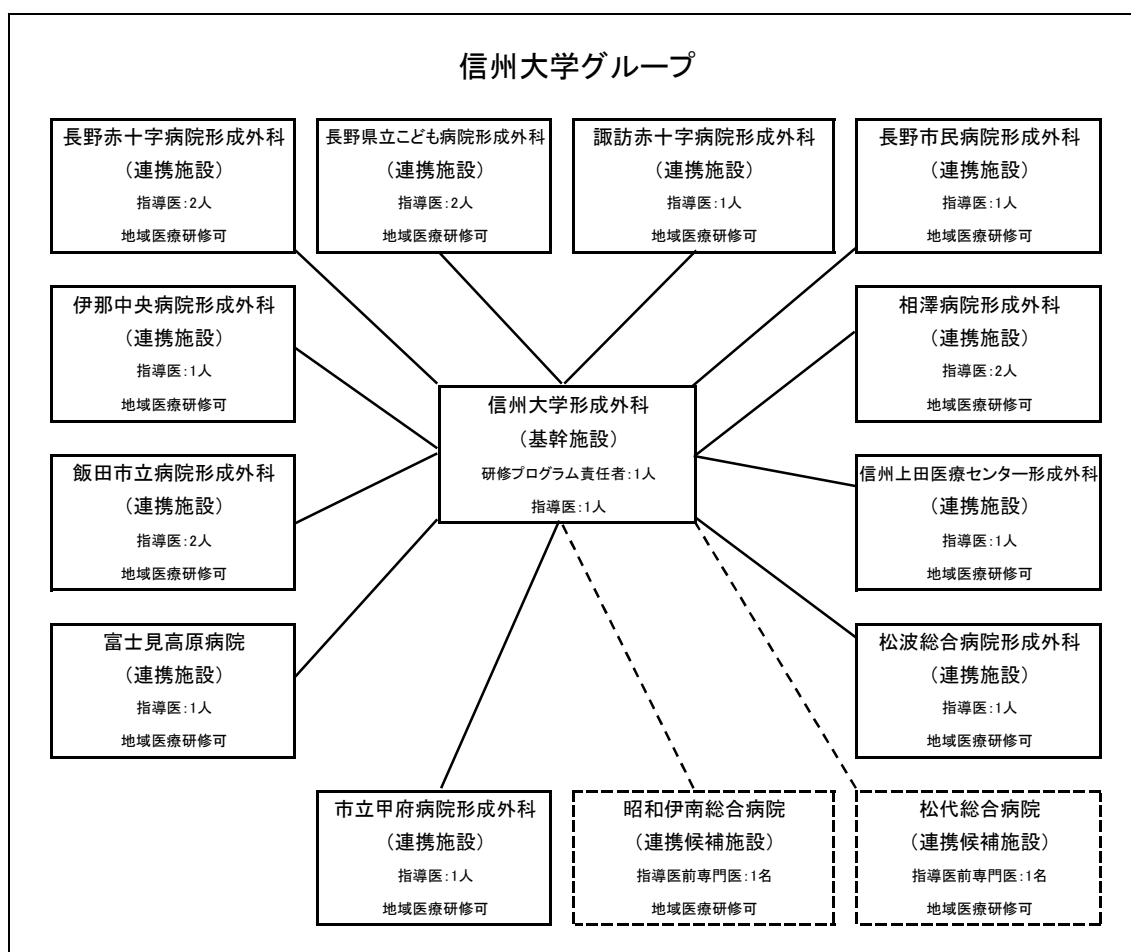 信州大学グループ
長野赤十字病院形成外科
(連携施設)
指導医:2人
地域医療研修可
長野県立こども病院形成外科
(連携施設)
指導医:2人
地域医療研修可
諏訪赤十字病院形成外科
(連携施設)
指導医:1人
地域医療研修可
長野市民病院形成外科
(連携施設)
指導医:1人
地域医療研修可
伊那中央病院形成外科
(連携施設)
指導医:1人
地域医療研修可
相澤病院形成外科
(連携施設)
指導医:2人
地域医療研修可
信州大学形成外科
(基幹施設)
研修プログラム責任者:1人
指導医:1人
飯田市立病院形成外科
(連携施設)
指導医:2人
地域医療研修可
信州上田医療センター形成外科
(連携施設)
指導医:1人
地域医療研修可
富士見高原病院
(連携施設)
指導医:1人
地域医療研修可
松波総合病院形成外科
(連携施設)
指導医:1人
地域医療研修可
市立甲府病院形成外科
(連携施設)
指導医:1人
地域医療研修可
昭和伊南総合病院
(連携候補施設)
指導医前専門医:1名
地域医療研修可
松代総合病院
(連携候補施設)
指導医前専門医:1名
地域医療研修可